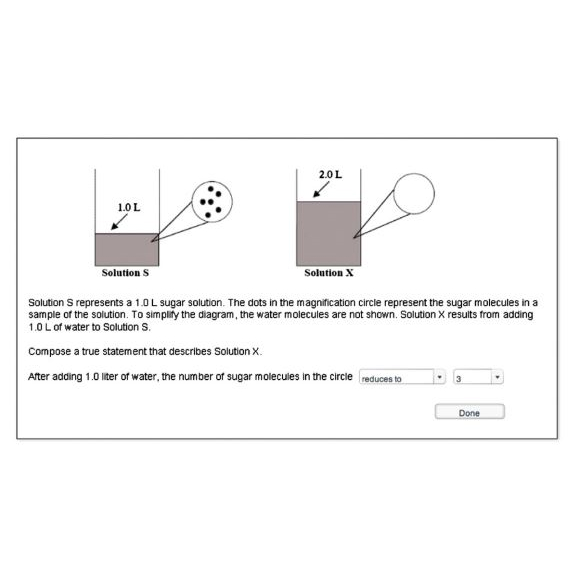 2.0 L
1.0 L
Solution S Solution X
Solution S represents a 1.0 L sugar solution. The dots in the magnification circle represent the sugar molecules in a
sample of the solution. To simplify the diagram, the water molecules are not shown. Solution X results from adding
1.0 L of water to Solution S.
Compose a true statement that describes Solution X.
After adding 1.0 liter of water, the number of sugar molecules in the circle reduces to 3
Done